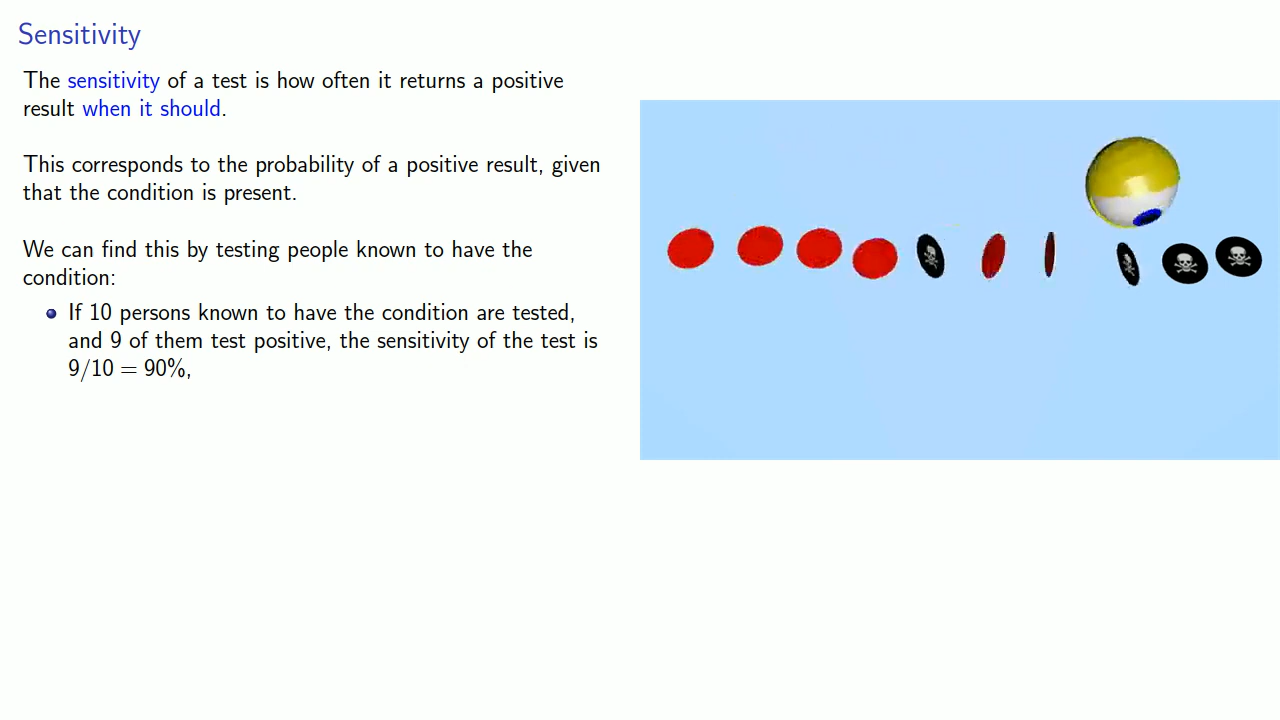 Sensitivity
The sensitivity of a test is how often it returns a positive
result when it should.
This corresponds to the probability of a positive result, given
that the condition is present.
We can find this by testing people known to have the
condition:
If 10 persons known to have the condition are tested,
and 9 of them test positive, the sensitivity of the test is
9/10 = 90%,